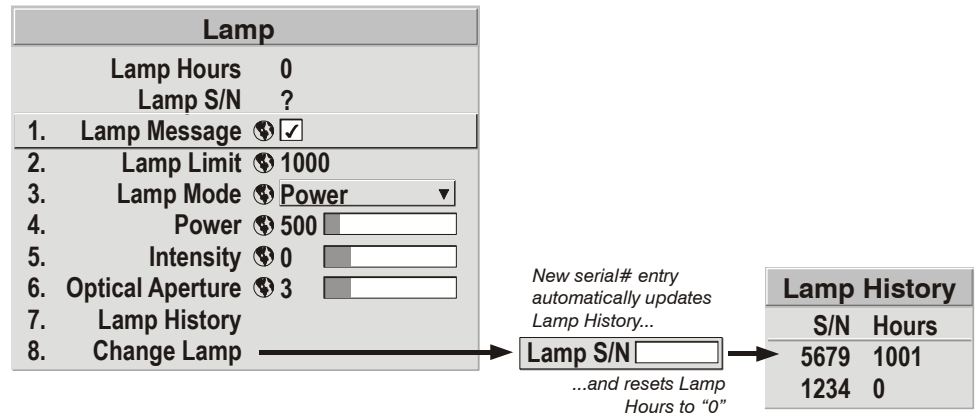 Lamp
Lamp Hours 0
Lamp S/N ?
1. Lamp Message
2. Lamp Limit 1000
3. Lamp Mode Power
4. Power 500
5. Intensity 0
6. Optical Aperture 3
7. Lamp History
8. Change Lamp
New serial# entry
automatically updates
Lamp History...
Lamp S/N
...and resets Lamp
Hours to “0”
Lamp History
S/N Hours
5679 1001
1234 0